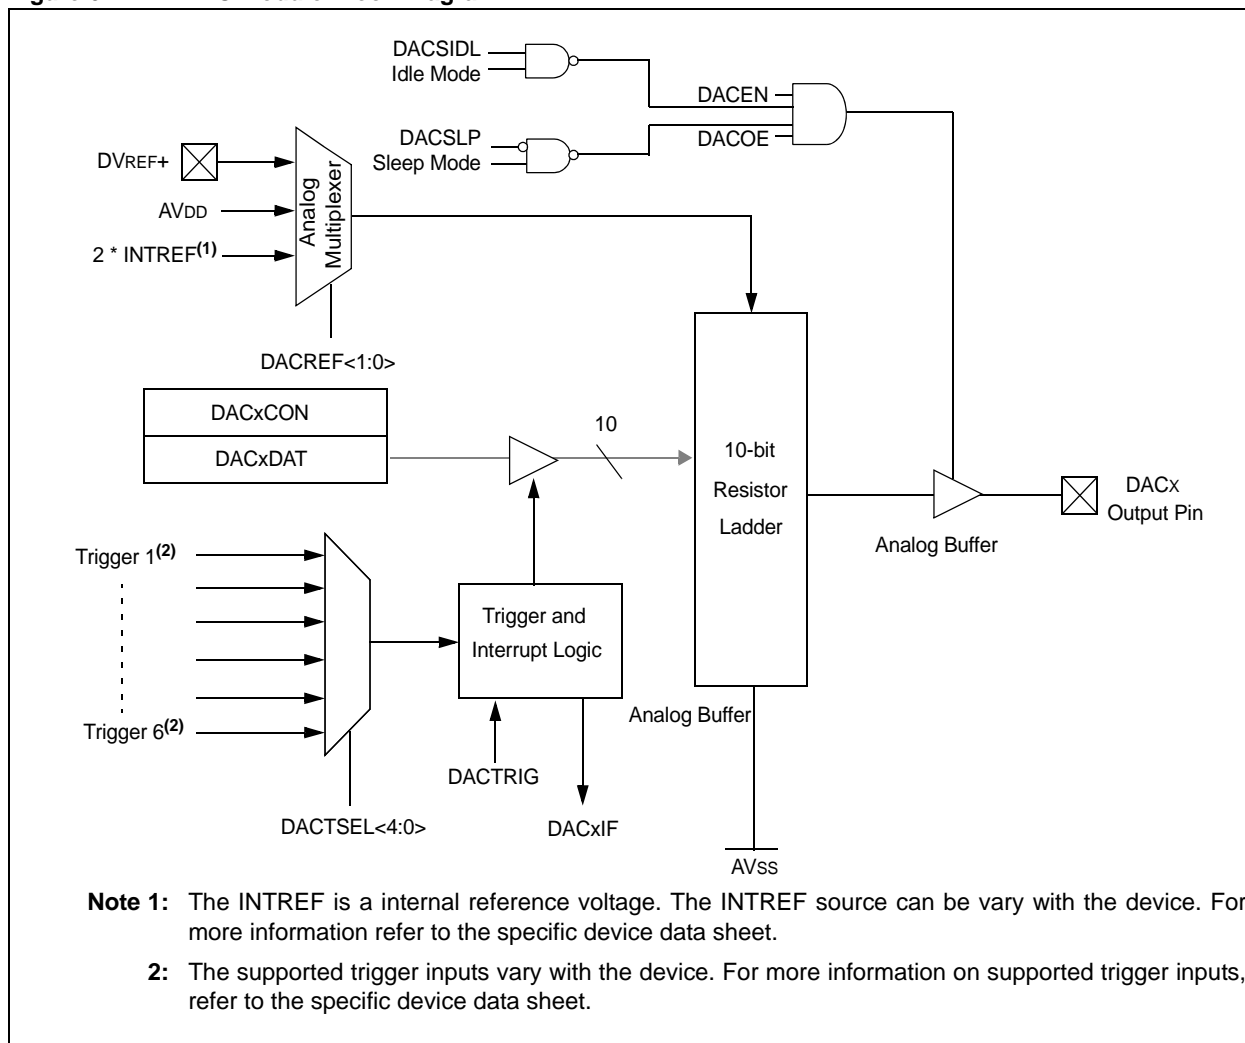 DACSIDL
Idle Mode
DACEN
DACSLP
Sleep Mode
DACOE
DVREF+
AVDD
2 * INTREF(1)
Analog
Multiplexer
DACREF<1:0>
DACxCON
DACxDAT
10
10-bit
Resistor
Ladder
DACx
Output Pin
Analog Buffer
Trigger 1(2)
Trigger and
Interrupt Logic
Trigger 6(2)
Analog Buffer
DACTRIG
DACTSEL<4:0>
DACxIF
AVSS
Note 1: The INTREF is a internal reference voltage. The INTREF source can be vary with the device. For
more information refer to the specific device data sheet.
2: The supported trigger inputs vary with the device. For more information on supported trigger inputs,
refer to the specific device data sheet.